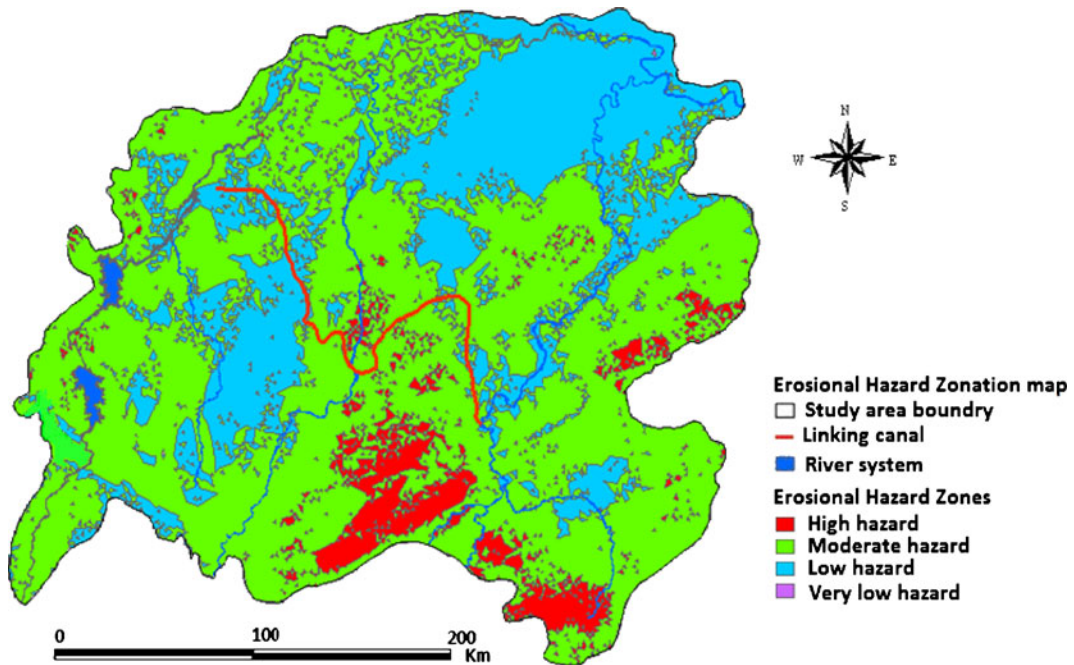 N
W E
S
Erosional Hazard Zonation map
Study area boundry
Linking canal
River system
Erosional Hazard Zones
High hazard
Moderate hazard
Low hazard
Very low hazard
0 100 200
Km